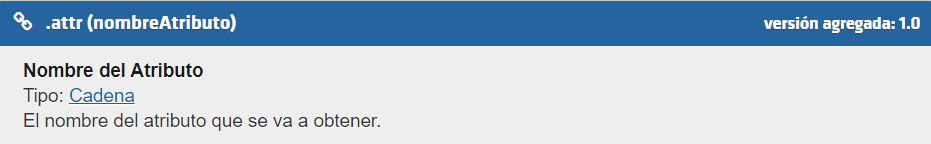 .attr (nombreAtributo)
versión agregada: 1.0
Nombre del Atributo
Tipo: Cadena
El nombre del atributo que se va a obtener.